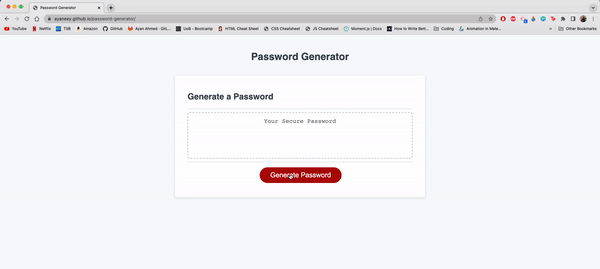 Password Generator
ayaneay.github.io/password-generator/
YouTube Netflix TSB Amazon GitHub Ayan Ahmed · GitL... UoB - Bootcamp HTML Cheat Sheet CSS Cheatsheet JS Cheatsheet Moment.js | Docs How to Write Bett... Coding Animation in Mate... » Other Bookmarks
Password Generator
Generate a Password
Your Secure Password
Generate Password